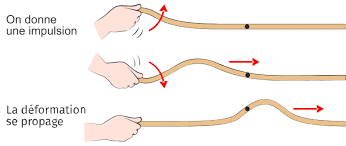 On donne
une impulsion
La déformation
se propage